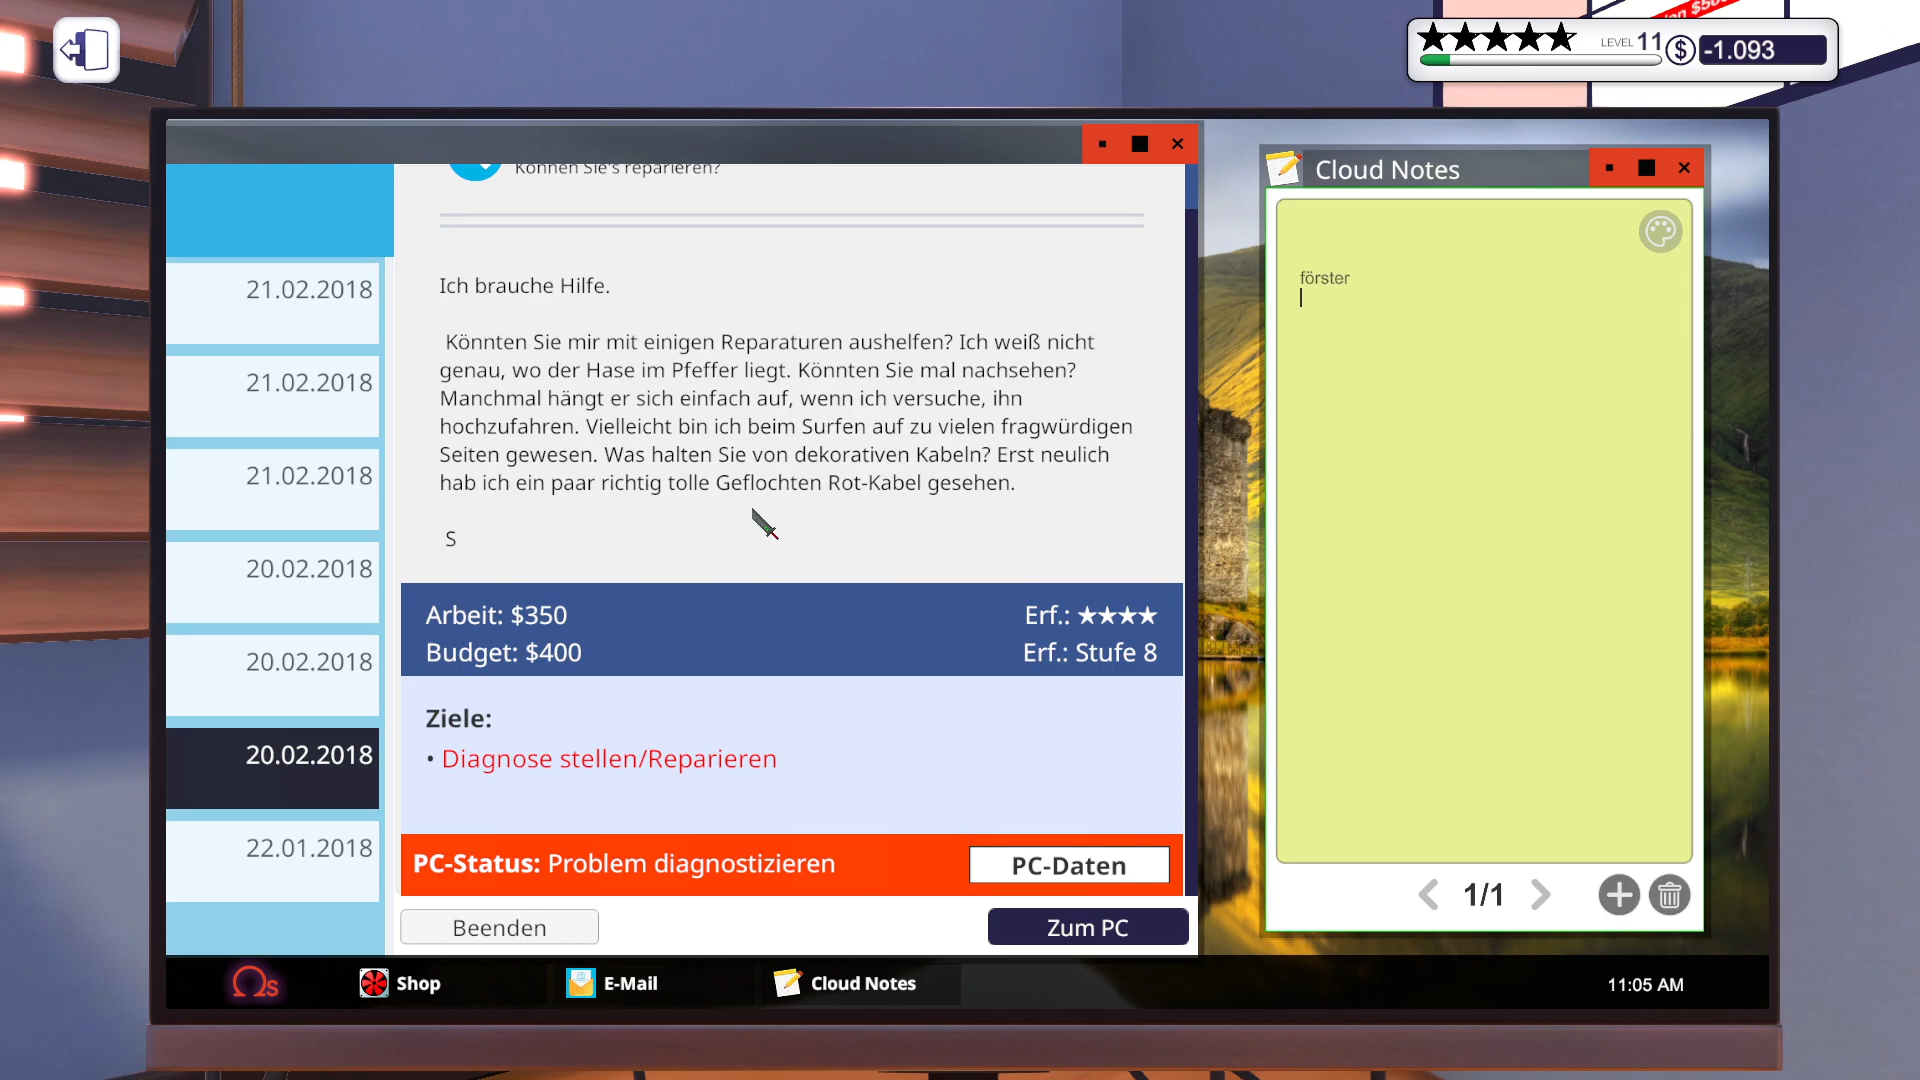 LEVEL 11
-1.093
Können Sie's reparieren?
Cloud Notes
21.02.2018
21.02.2018
21.02.2018
20.02.2018
20.02.2018
20.02.2018
22.01.2018
Ich brauche Hilfe.
Könnten Sie mir mit einigen Reparaturen aushelfen? Ich weiß nicht
genau, wo der Hase im Pfeffer liegt. Könnten Sie mal nachsehen?
Manchmal hängt er sich einfach auf, wenn ich versuche, ihn
hochzufahren. Vielleicht bin ich beim Surfen auf zu vielen fragwürdigen
Seiten gewesen. Was halten Sie von dekorativen Kabeln? Erst neulich
hab ich ein paar richtig tolle Geflochten Rot-Kabel gesehen.
S
Arbeit: $350
Erf.: ★★★★
Budget: $400
Erf.: Stufe 8
Ziele:
• Diagnose stellen/Reparieren
PC-Status: Problem diagnostizieren
PC-Daten
Beenden
Zum PC
förster
1/1
Shop
E-Mail
Cloud Notes
11:05 AM